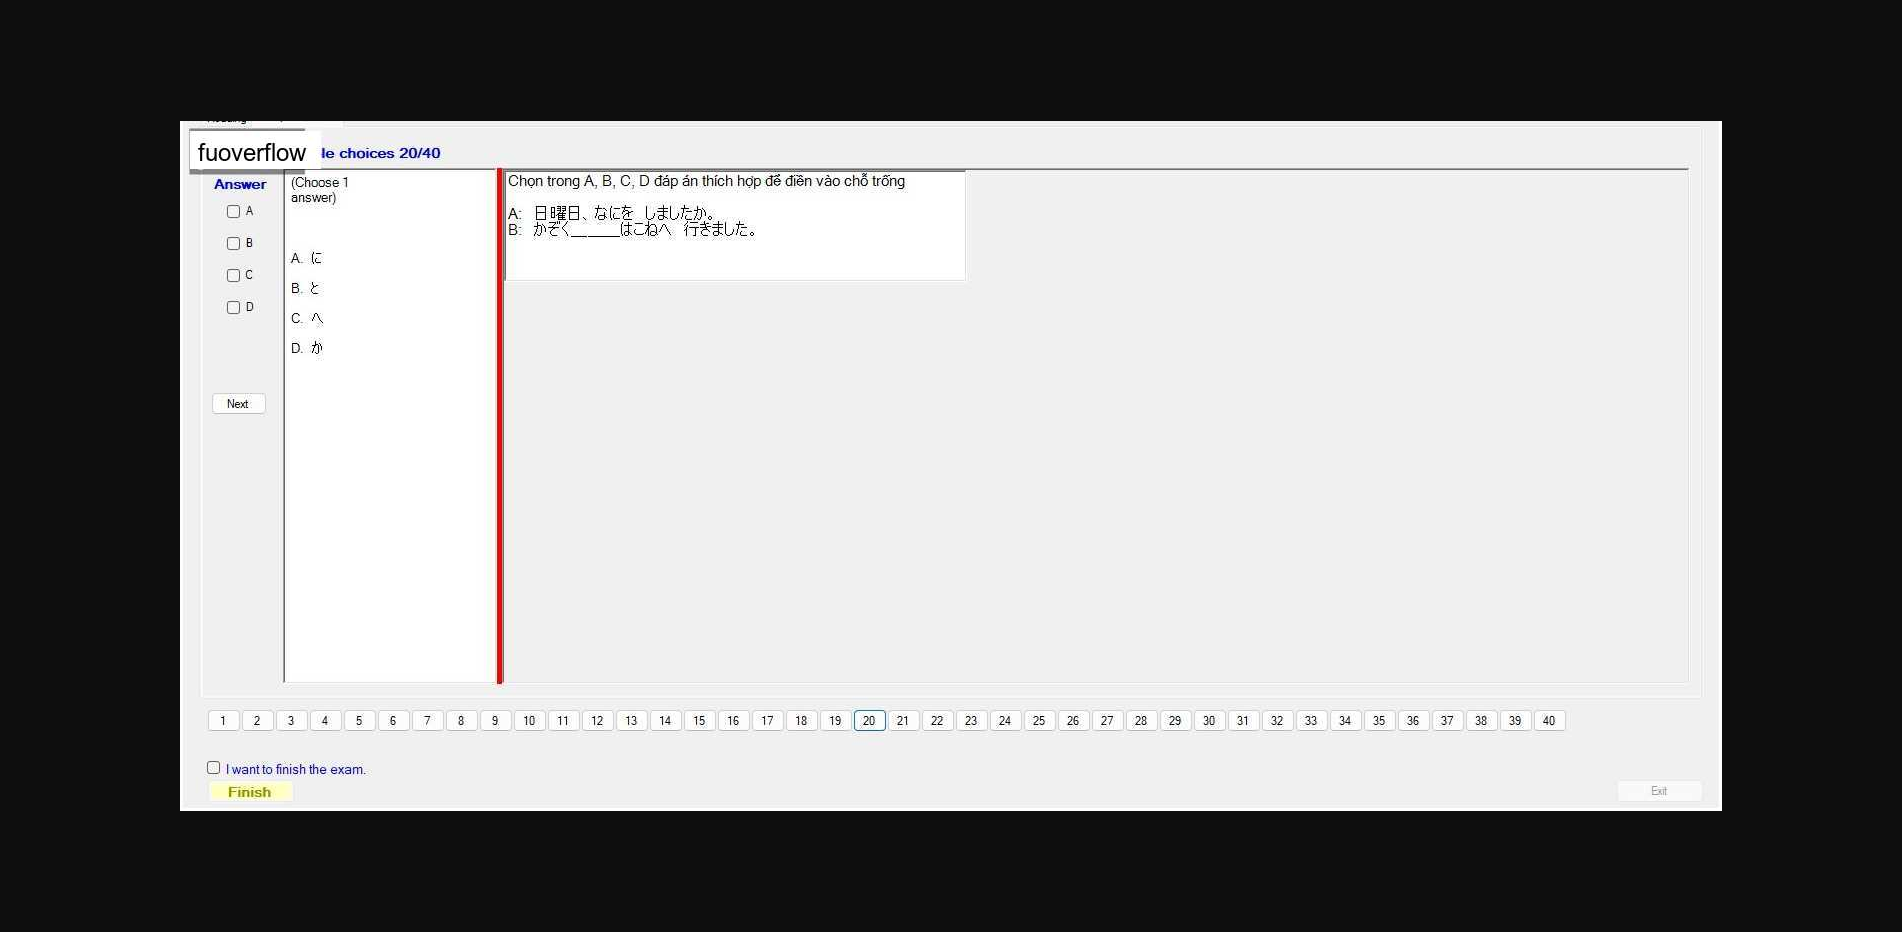 fuoverflow
le choices 20/40
Answer
A
B
C
D
Next
(Choose 1
answer)
A. に
B. と
C. へ
D. か
Chọn trong A, B, C, D đáp án thích hợp để điền vào chỗ trống
A: 日曜日、なにを しましたか。
B: かぞく______はこねへ 行きました。
1 2 3 4 5 6 7 8 9 10 11 12 13 14 15 16 17 18 19 20 21 22 23 24 25 26 27 28 29 30 31 32 33 34 35 36 37 38 39 40
I want to finish the exam.
Finish
Exit